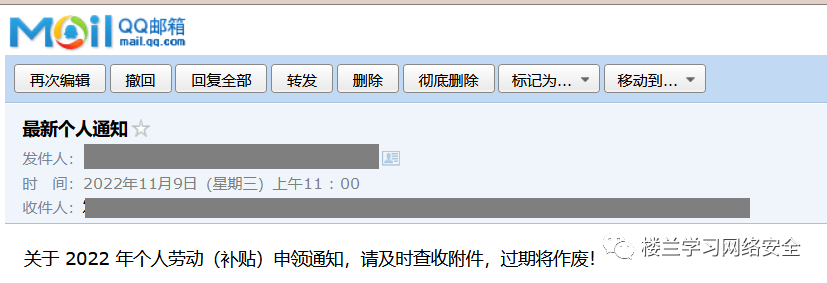 Mail QQ邮箱
mail.qq.com
再次编辑 撤回 回复全部 转发 删除 彻底删除 标记为... 移动到...
最新个人通知☆
发件人：
时 间：2022年11月9日（星期三）上午11：00
收件人：
关于 2022 年个人劳动（补贴）申领通知，请及时查收附件，过期将作废！
楼兰学习网络安全